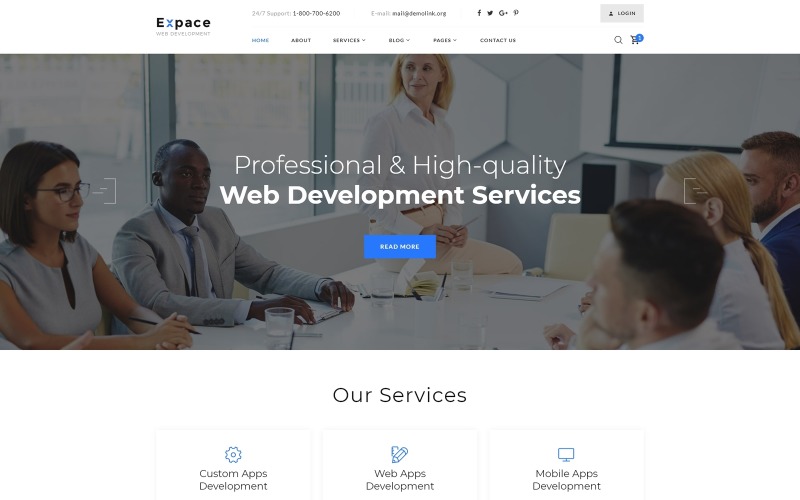 Expace
WEB DEVELOPMENT
24/7 Support: 1-800-700-6200
E-mail: mail@demolink.org
LOGIN
HOME ABOUT SERVICES BLOG PAGES CONTACT US
Professional & High-quality
Web Development Services
READ MORE
Our Services
Custom Apps
Development
Web Apps
Development
Mobile Apps
Development